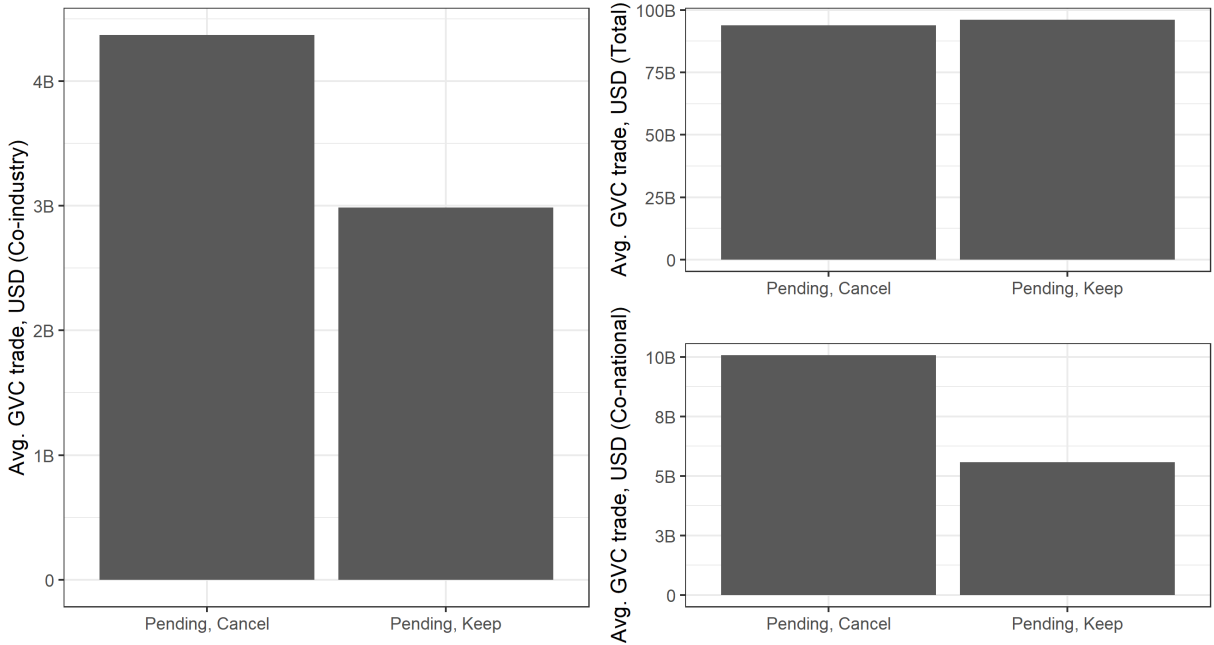 Avg. GVC trade, USD (Co-industry)
4B
3B
2B
1B
0
Pending, Cancel
Pending, Keep
Avg. GVC trade, USD (Total)
100B
75B
50B
25B
0
Pending, Cancel
Pending, Keep
Avg. GVC trade, USD (Co-national)
10B
8B
5B
3B
0
Pending, Cancel
Pending, Keep